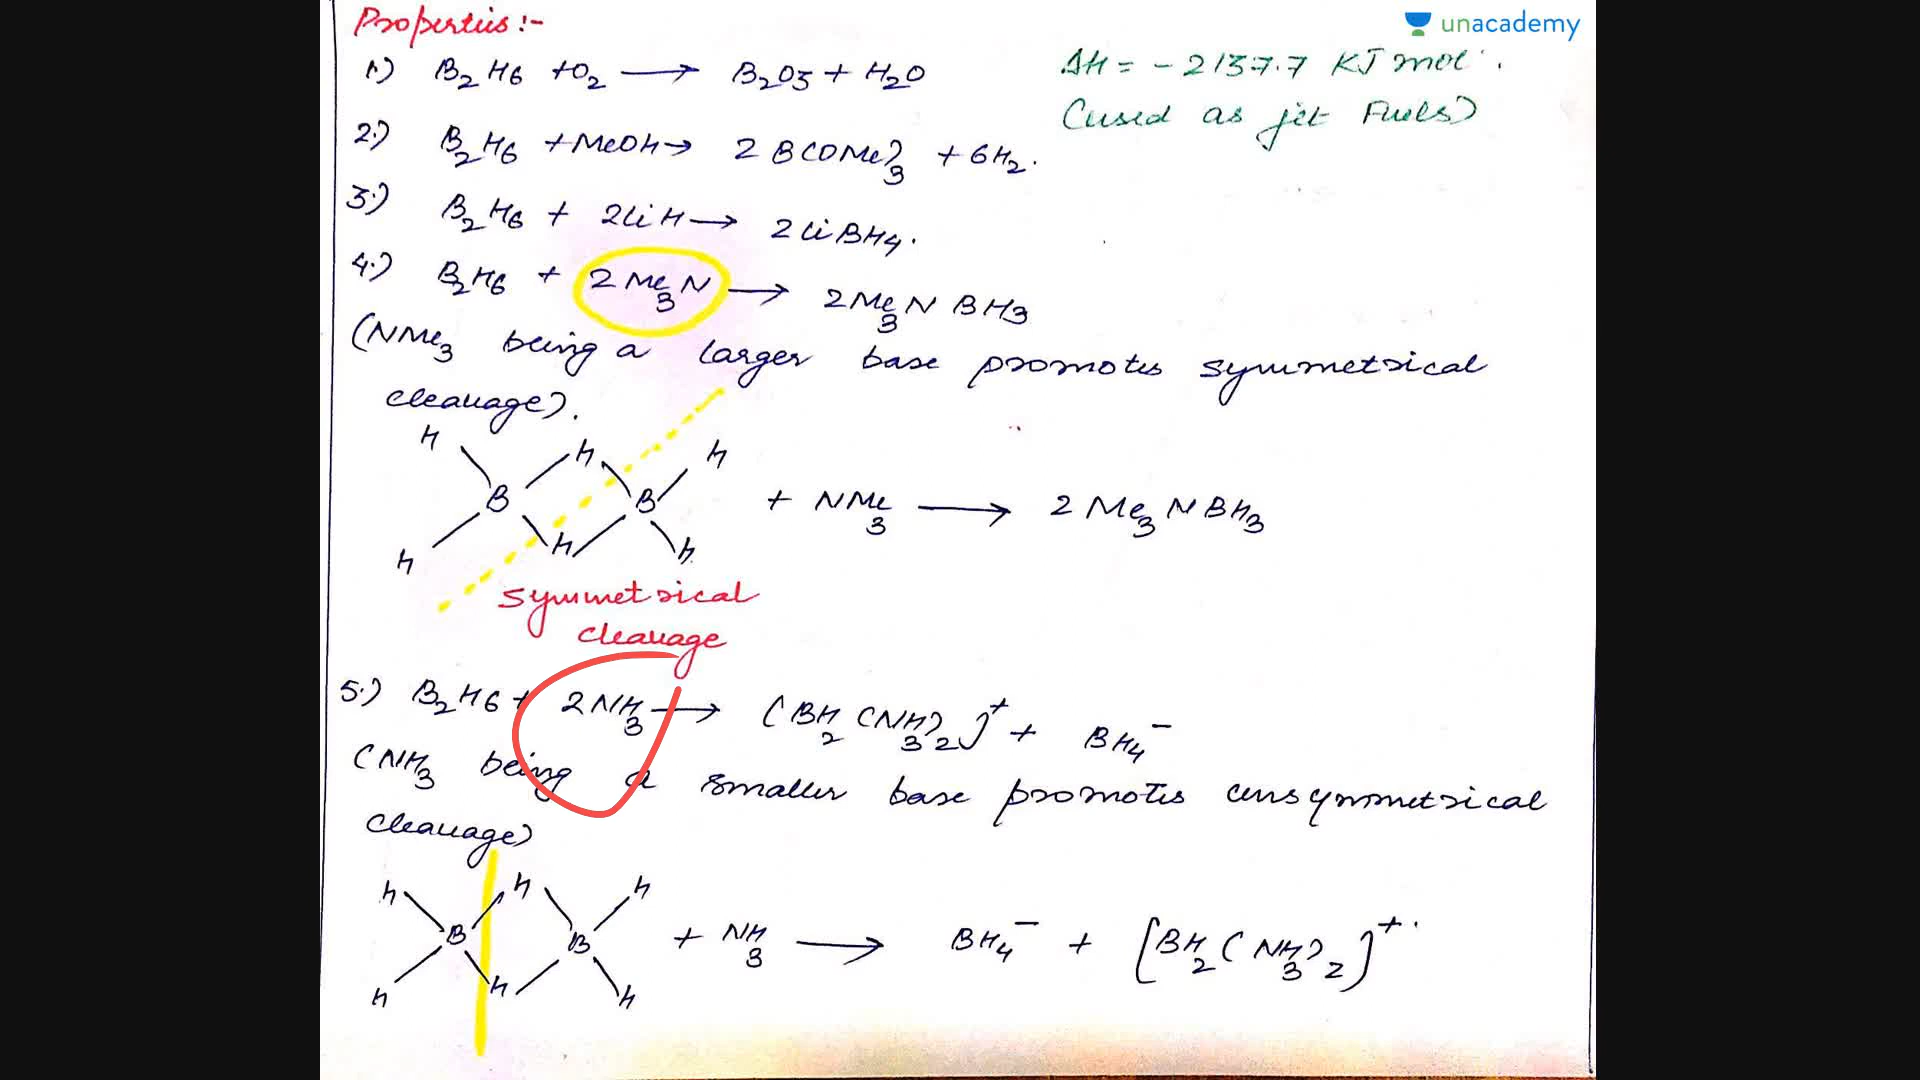 Properties :-
unacademy
1.) B2H6 + O2 → B2O3 + H2O
ΔH = - 2137.7 KJ mol-
(used as jet Fuels)
2.) B2H6 + MeOH → 2 B(OMe)3 + 6H2.
3.) B2H6 + 2LiH → 2LiBH4.
4.) B2H6 + 2Me3N → 2Me3N BH3
(NMe3 being a larger base promotes symmetrical
cleavage).
H H H
B B + NMe3 → 2 Me3NBH3
H H H
symmetrical
cleavage
5.) B2H6 + 2NH3 → (BH2(NH3)2]+ + BH4-
(NH3 being a smaller base promotes unsymmetrical
cleavage)
H H H
B B + NH3 → BH4- + [BH2(NH3)2]+.
H H H